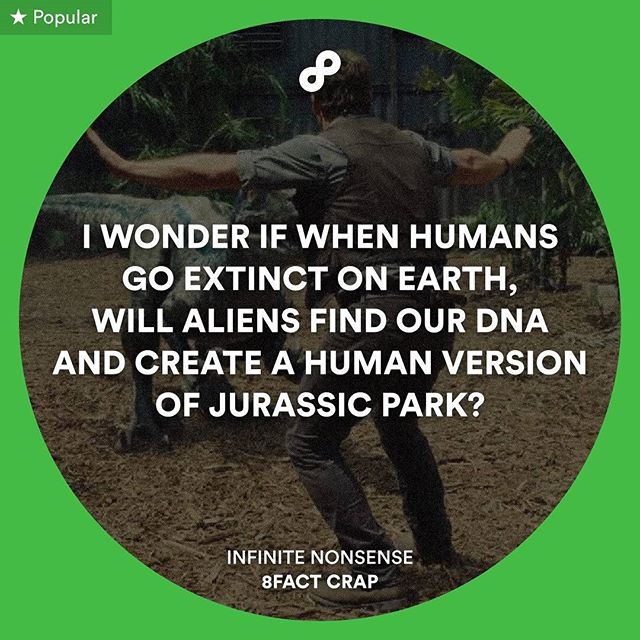 ★ Popular
I WONDER IF WHEN HUMANS
GO EXTINCT ON EARTH,
WILL ALIENS FIND OUR DNA
AND CREATE A HUMAN VERSION
OF JURASSIC PARK?
INFINITE NONSENSE
8FACT CRAP